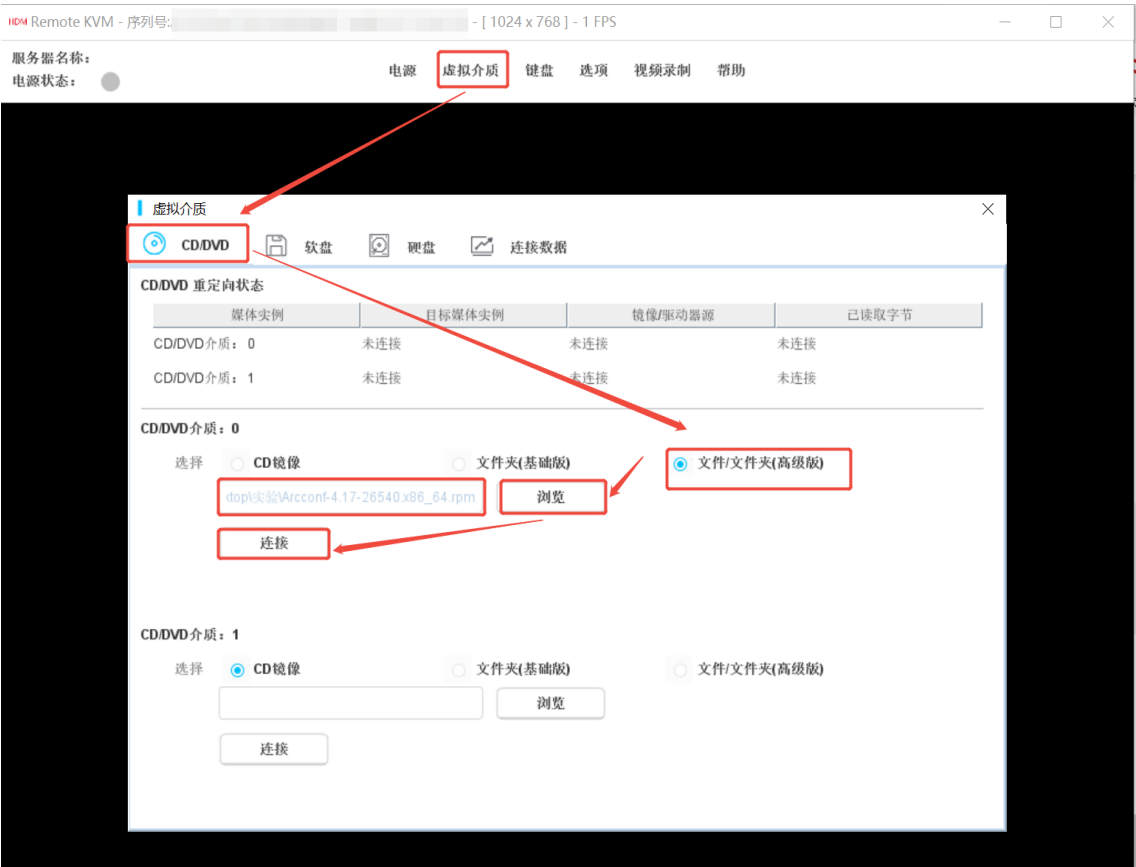 HDM Remote KVM - 序列号: - [ 1024 x 768 ] - 1 FPS
服务器名称:
电源状态:
电源 虚拟介质 键盘 选项 视频录制 帮助
虚拟介质
CD/DVD 软盘 硬盘 连接数据
CD/DVD 重定向状态
媒体实例 目标媒体实例 镜像/驱动器源 已读取字节
CD/DVD介质: 0 未连接 未连接 未连接
CD/DVD介质: 1 未连接 未连接 未连接
CD/DVD介质: 0
选择 CD镜像 文件夹(基础版) 文件/文件夹(高级版)
dop\实验\Arcconf-4.17-26540.x86_64.rpm 浏览
连接
CD/DVD介质: 1
选择 CD镜像 文件夹(基础版) 文件/文件夹(高级版)
浏览
连接